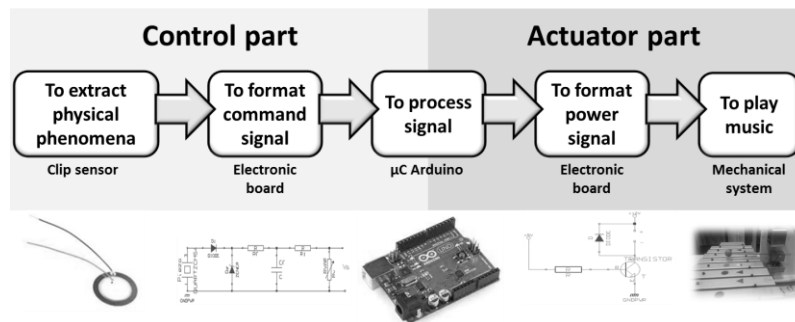 Control part
Actuator part
To extract
physical
phenomena
To format
command
signal
To process
signal
To format
power
signal
To play
music
Clip sensor
Electronic
board
µC Arduino
Electronic
board
Mechanical
system
TRANSISTOR